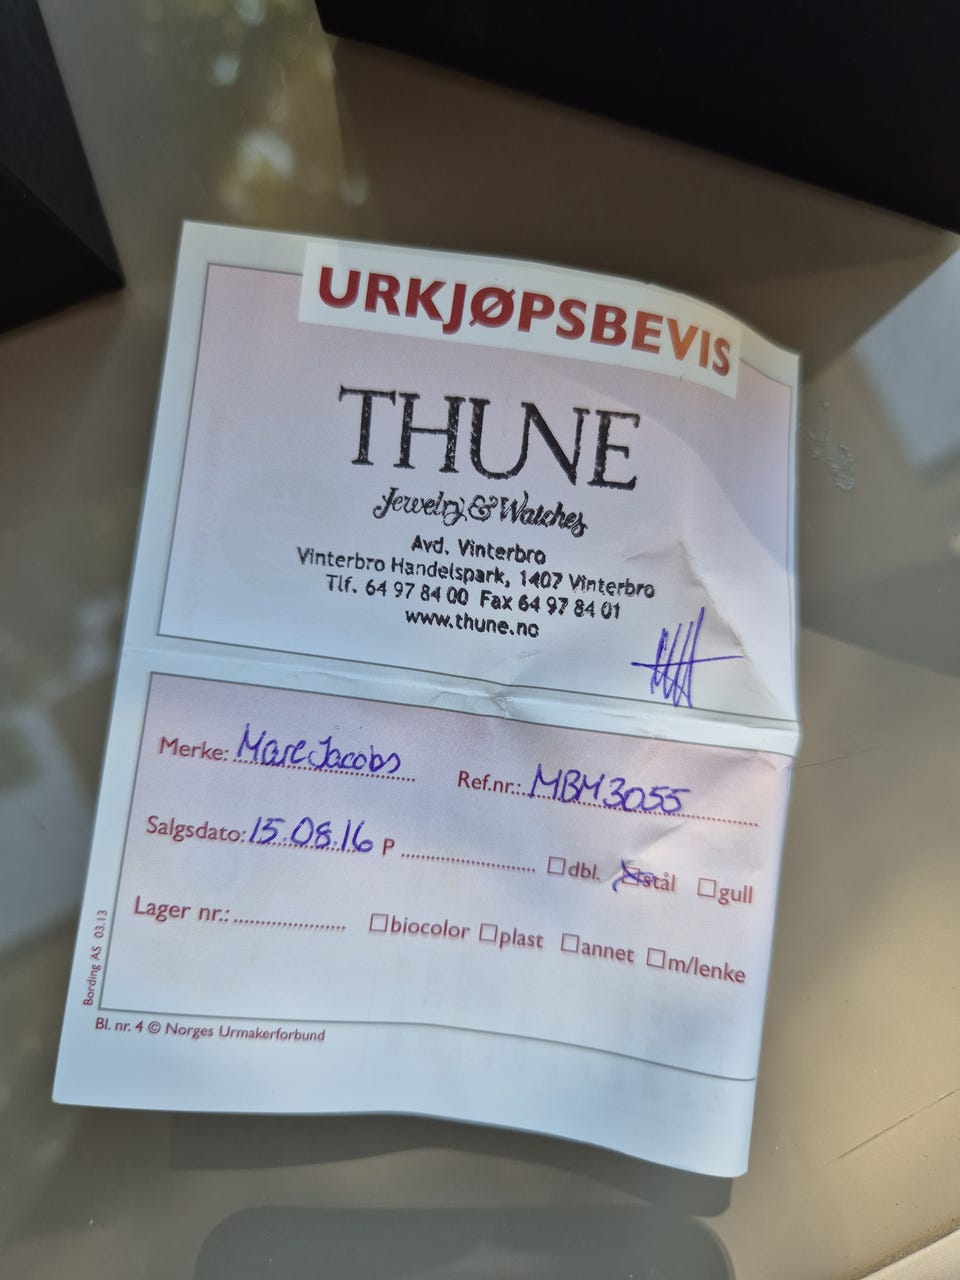 URKJØPSBEVIS
THUNE
Jewelry & Watches
Avd. Vinterbro
Vinterbro Handelspark, 1407 Vinterbro
Tlf. 64 97 84 00 Fax 64 97 84 01
www.thune.no
Merke: Marc Jacobs Ref.nr.: MBM3055
Salgsdato: 15.08.16 P dbl. stål gull
Lager nr.: biocolor plast annet m/lenke
Bording AS 03.13
Bl. nr. 4 © Norges Urmakerforbund